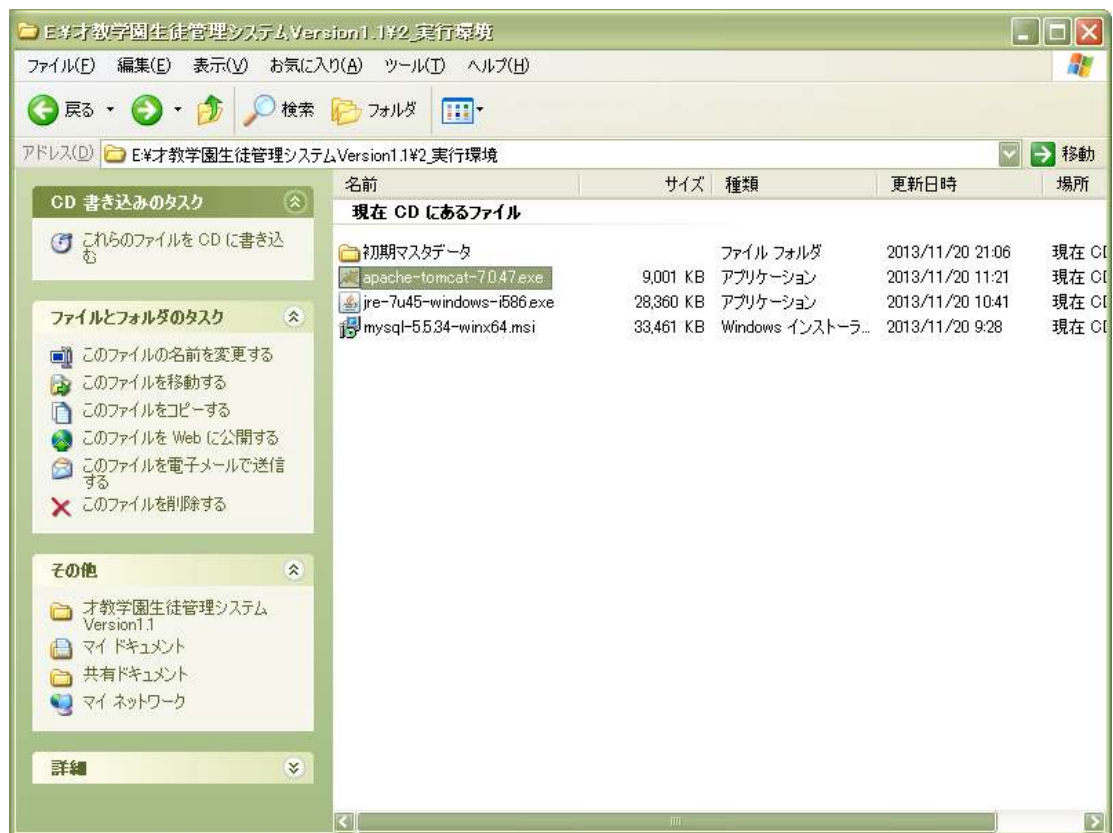 E:¥才教学園生徒管理システムVersion1.1¥2_実行環境
ファイル(F) 編集(E) 表示(V) お気に入り(A) ツール(T) ヘルプ(H)
戻る 検索 フォルダ
アドレス(D) E:¥才教学園生徒管理システムVersion1.1¥2_実行環境 移動
名前 サイズ 種類 更新日時 場所
現在 CD にあるファイル
初期マスタデータ ファイル フォルダ 2013/11/20 21:06 現在 CD
apache-tomcat-7.0.47.exe 9,001 KB アプリケーション 2013/11/20 11:21 現在 CD
jre-7u45-windows-i586.exe 28,360 KB アプリケーション 2013/11/20 10:41 現在 CD
mysql-5.5.34-winx64.msi 33,461 KB Windows インストーラ... 2013/11/20 9:28 現在 CD
CD 書き込みのタスク
これらのファイルを CD に書き込
む
ファイルとフォルダのタスク
このファイルの名前を変更する
このファイルを移動する
このファイルをコピーする
このファイルを Web に公開する
このファイルを電子メールで送信
する
このファイルを削除する
その他
才教学園生徒管理システム
Version1.1
マイ ドキュメント
共有ドキュメント
マイ ネットワーク
詳細